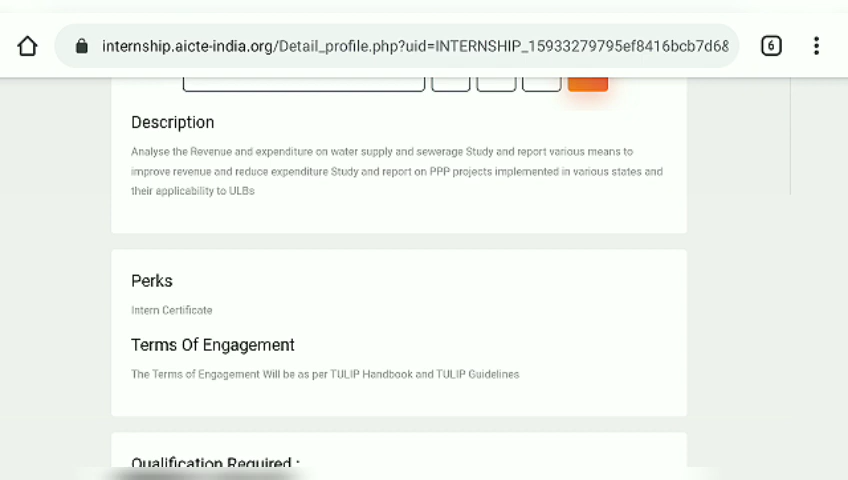 internship.aicte-india.org/Detail_profile.php?uid=INTERNSHIP_15933279795ef8416bcb7d68
6
Description
Analyse the Revenue and expenditure on water supply and sewerage Study and report various means to
improve revenue and reduce expenditure Study and report on PPP projects implemented in various states and
their applicability to ULBs
Perks
Intern Certificate
Terms Of Engagement
The Terms of Engagement Will be as per TULIP Handbook and TULIP Guidelines
Qualification Required :